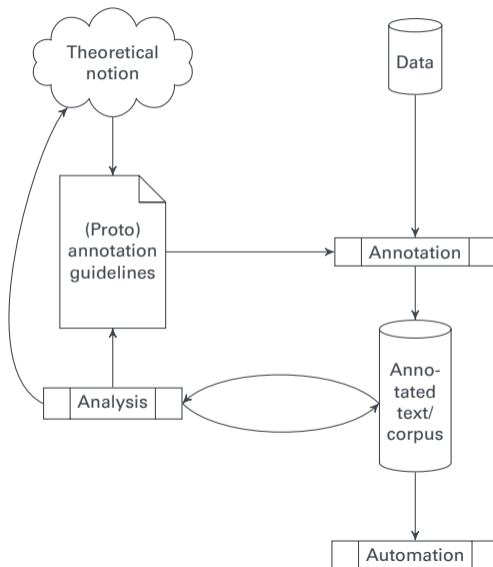 Theoretical
notion
Data
(Proto)
annotation
guidelines
Annotation
Anno-
tated
text/
corpus
Analysis
Automation